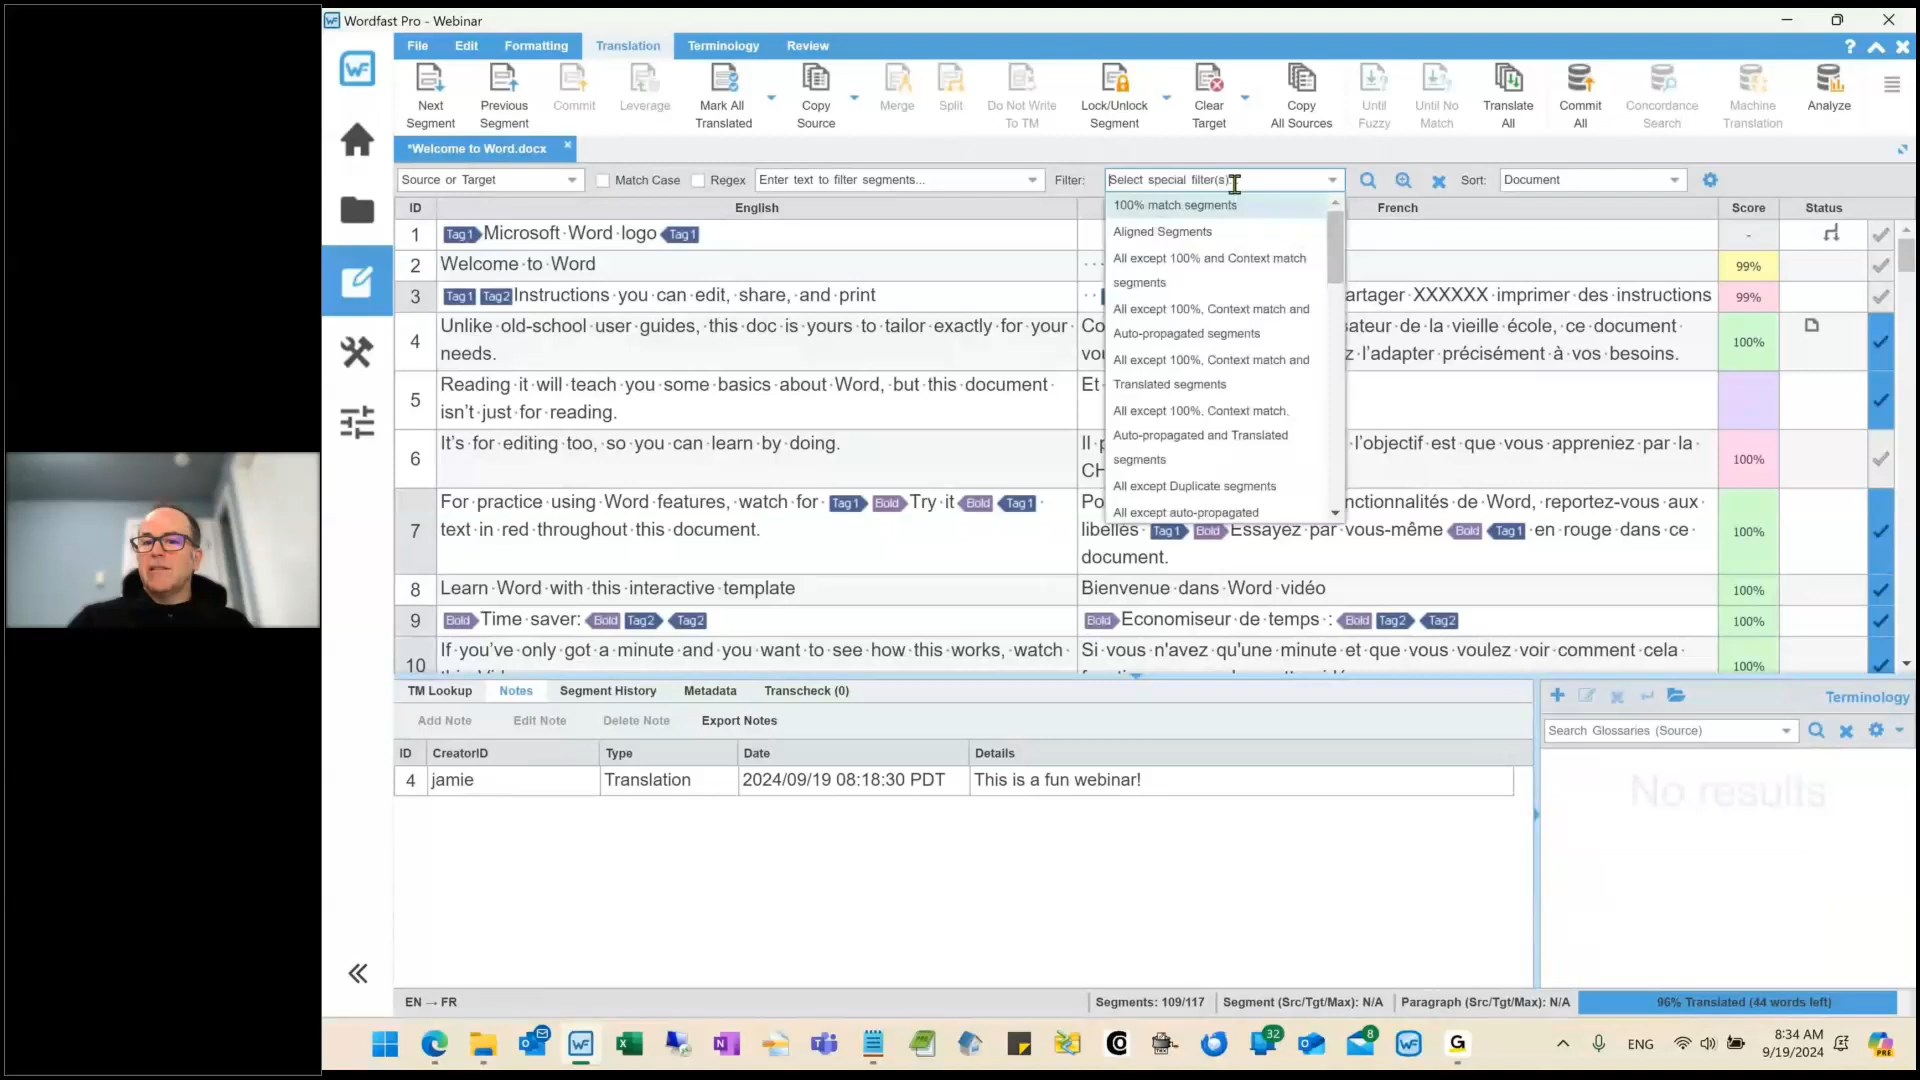 Wordfast Pro - Webinar
File Edit Formatting Translation Terminology Review
Next Segment
Previous Segment
Commit
Leverage
Mark All Translated
Copy Source
Merge
Split
Do Not Write To TM
Lock/Unlock Segment
Clear Target
Copy All Sources
Until Fuzzy
Until No Match
Translate All
Commit All
Concordance Search
Machine Translation
Analyze
*Welcome to Word.docx
Source or Target Match Case Regex Enter text to filter segments... Filter: Select special filter(s) Sort: Document
ID English French Score Status
100% match segments
Aligned Segments
All except 100% and Context match
segments
All except 100%, Context match and
Auto-propagated segments
All except 100%, Context match and
Translated segments
All except 100%, Context match,
Auto-propagated and Translated
segments
All except Duplicate segments
All except auto-propagated
1 Tag1 Microsoft·Word·logo Tag1 -
2 Welcome·to·Word 99%
3 Tag1 Tag2 Instructions·you·can·edit,·share,·and·print artager·XXXXXX·imprimer·des·instructions 99%
4 Unlike·old-school·user·guides,·this·doc·is·yours·to·tailor·exactly·for·your· Co sateur·de·la·vieille·école,·ce·document· 100%
needs. vou z·l’adapter·précisément·à·vos·besoins.
5 Reading·it·will·teach·you·some·basics·about·Word,·but·this·document· Et
isn’t·just·for·reading.
6 It’s·for·editing·too,·so·you·can·learn·by·doing. Il l’objectif·est·que·vous·appreniez·par·la· 100%
CH
7 For·practice·using·Word·features,·watch·for· Tag1 Bold Try·it Bold Tag1 · Po nctionnalités·de·Word,·reportez-vous·aux· 100%
text·in·red·throughout·this·document. libellés· Tag1 Bold Essayez·par·vous-même Bold Tag1 ·en·rouge·dans·ce·
document.
8 Learn·Word·with·this·interactive·template Bienvenue·dans·Word·vidéo 100%
9 Bold Time·saver: Bold Tag2 Tag2 Bold Economiseur·de·temps·: Bold Tag2 Tag2 100%
10 If·you’ve·only·got·a·minute·and·you·want·to·see·how·this·works,·watch· Si·vous·n'avez·qu'une·minute·et·que·vous·voulez·voir·comment·cela· 100%
TM Lookup Notes Segment History Metadata Transcheck (0)
Add Note Edit Note Delete Note Export Notes
ID CreatorID Type Date Details
4 jamie Translation 2024/09/19 08:18:30 PDT This is a fun webinar!
Terminology
Search Glossaries (Source)
No results
EN → FR Segments: 109/117 Segment (Src/Tgt/Max): N/A Paragraph (Src/Tgt/Max): N/A 96% Translated (44 words left)
32 8 ENG 8:34 AM
9/19/2024
PRE